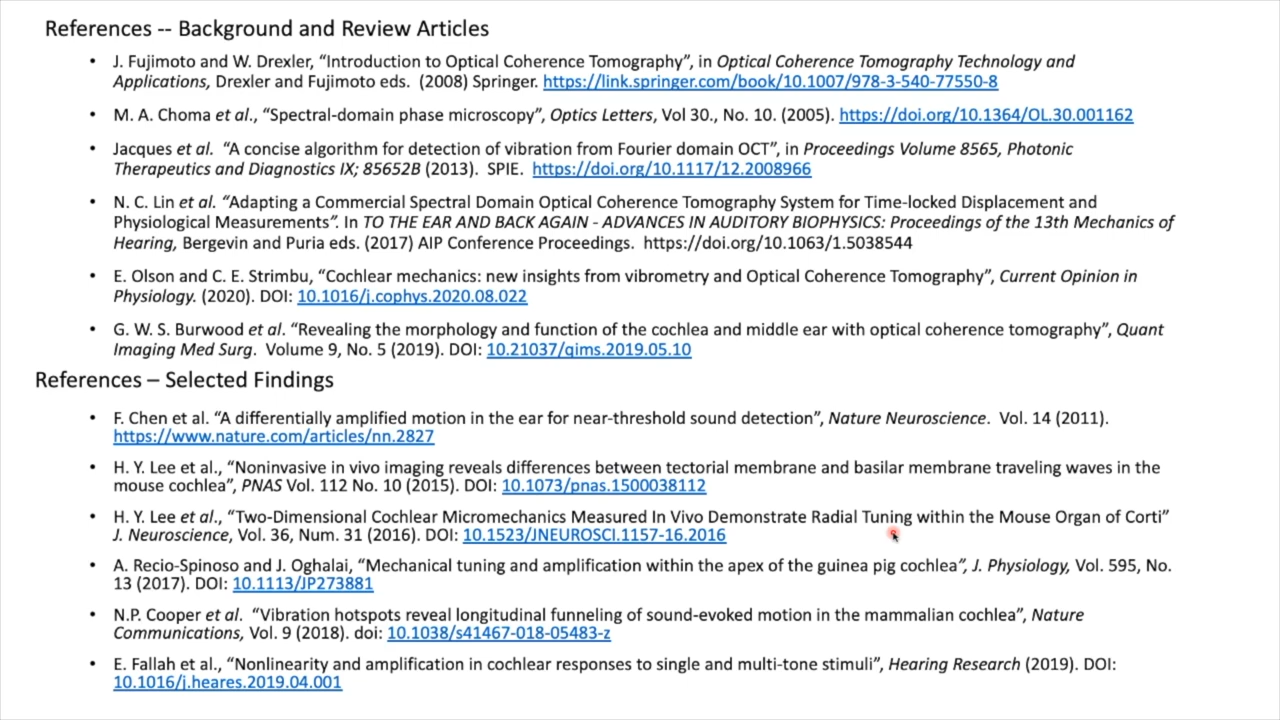 References -- Background and Review Articles
• J. Fujimoto and W. Drexler, “Introduction to Optical Coherence Tomography”, in Optical Coherence Tomography Technology and
Applications, Drexler and Fujimoto eds. (2008) Springer. https://link.springer.com/book/10.1007/978-3-540-77550-8
• M. A. Choma et al., “Spectral-domain phase microscopy”, Optics Letters, Vol 30., No. 10. (2005). https://doi.org/10.1364/OL.30.001162
• Jacques et al. “A concise algorithm for detection of vibration from Fourier domain OCT”, in Proceedings Volume 8565, Photonic
Therapeutics and Diagnostics IX; 85652B (2013). SPIE. https://doi.org/10.1117/12.2008966
• N. C. Lin et al. “Adapting a Commercial Spectral Domain Optical Coherence Tomography System for Time-locked Displacement and
Physiological Measurements”. In TO THE EAR AND BACK AGAIN - ADVANCES IN AUDITORY BIOPHYSICS: Proceedings of the 13th Mechanics of
Hearing, Bergevin and Puria eds. (2017) AIP Conference Proceedings. https://doi.org/10.1063/1.5038544
• E. Olson and C. E. Strimbu, “Cochlear mechanics: new insights from vibrometry and Optical Coherence Tomography”, Current Opinion in
Physiology. (2020). DOI: 10.1016/j.cophys.2020.08.022
• G. W. S. Burwood et al. “Revealing the morphology and function of the cochlea and middle ear with optical coherence tomography”, Quant
Imaging Med Surg. Volume 9, No. 5 (2019). DOI: 10.21037/qims.2019.05.10
References – Selected Findings
• F. Chen et al. “A differentially amplified motion in the ear for near-threshold sound detection”, Nature Neuroscience. Vol. 14 (2011).
https://www.nature.com/articles/nn.2827
• H. Y. Lee et al., “Noninvasive in vivo imaging reveals differences between tectorial membrane and basilar membrane traveling waves in the
mouse cochlea”, PNAS Vol. 112 No. 10 (2015). DOI: 10.1073/pnas.1500038112
• H. Y. Lee et al., “Two-Dimensional Cochlear Micromechanics Measured In Vivo Demonstrate Radial Tuning within the Mouse Organ of Corti”
J. Neuroscience, Vol. 36, Num. 31 (2016). DOI: 10.1523/JNEUROSCI.1157-16.2016
• A. Recio-Spinoso and J. Oghalai, “Mechanical tuning and amplification within the apex of the guinea pig cochlea”, J. Physiology, Vol. 595, No.
13 (2017). DOI: 10.1113/JP273881
• N.P. Cooper et al. “Vibration hotspots reveal longitudinal funneling of sound-evoked motion in the mammalian cochlea”, Nature
Communications, Vol. 9 (2018). doi: 10.1038/s41467-018-05483-z
• E. Fallah et al., “Nonlinearity and amplification in cochlear responses to single and multi-tone stimuli”, Hearing Research (2019). DOI:
10.1016/j.heares.2019.04.001